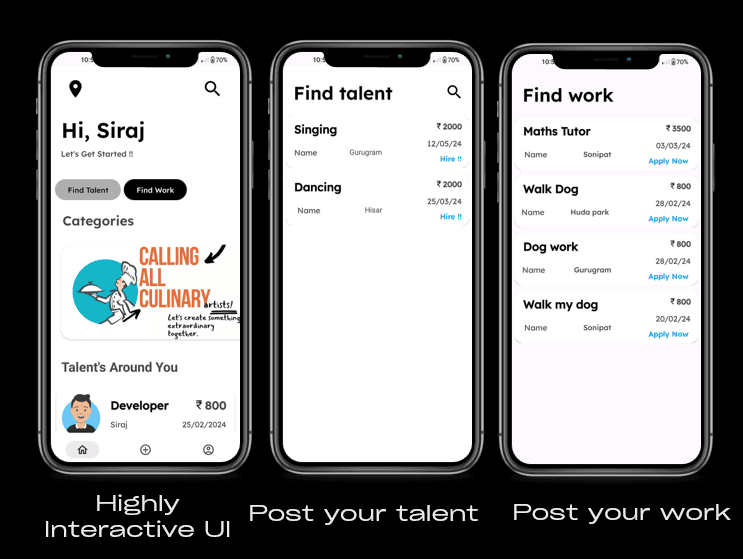 10:5
70%
Hi, Siraj
Let's Get Started !!
Find Talent
Find Work
Categories
CALLING
ALL
CULINARY
artists!
Let's create something
extraordinary
together.
Talent's Around You
Developer
₹ 800
Siraj
25/02/2024
Highly
Interactive UI
10:5
70%
Find talent
Singing
₹ 2000
12/05/24
Name
Gurugram
Hire !!
Dancing
₹ 2000
25/03/24
Name
Hisar
Hire !!
Post your talent
10:5
70%
Find work
Maths Tutor
₹ 3500
03/03/24
Name
Sonipat
Apply Now
Walk Dog
₹ 800
28/02/24
Name
Huda park
Apply Now
Dog work
₹ 800
28/02/24
Name
Gurugram
Apply Now
Walk my dog
₹ 800
20/02/24
Name
Sonipat
Apply Now
Post your work